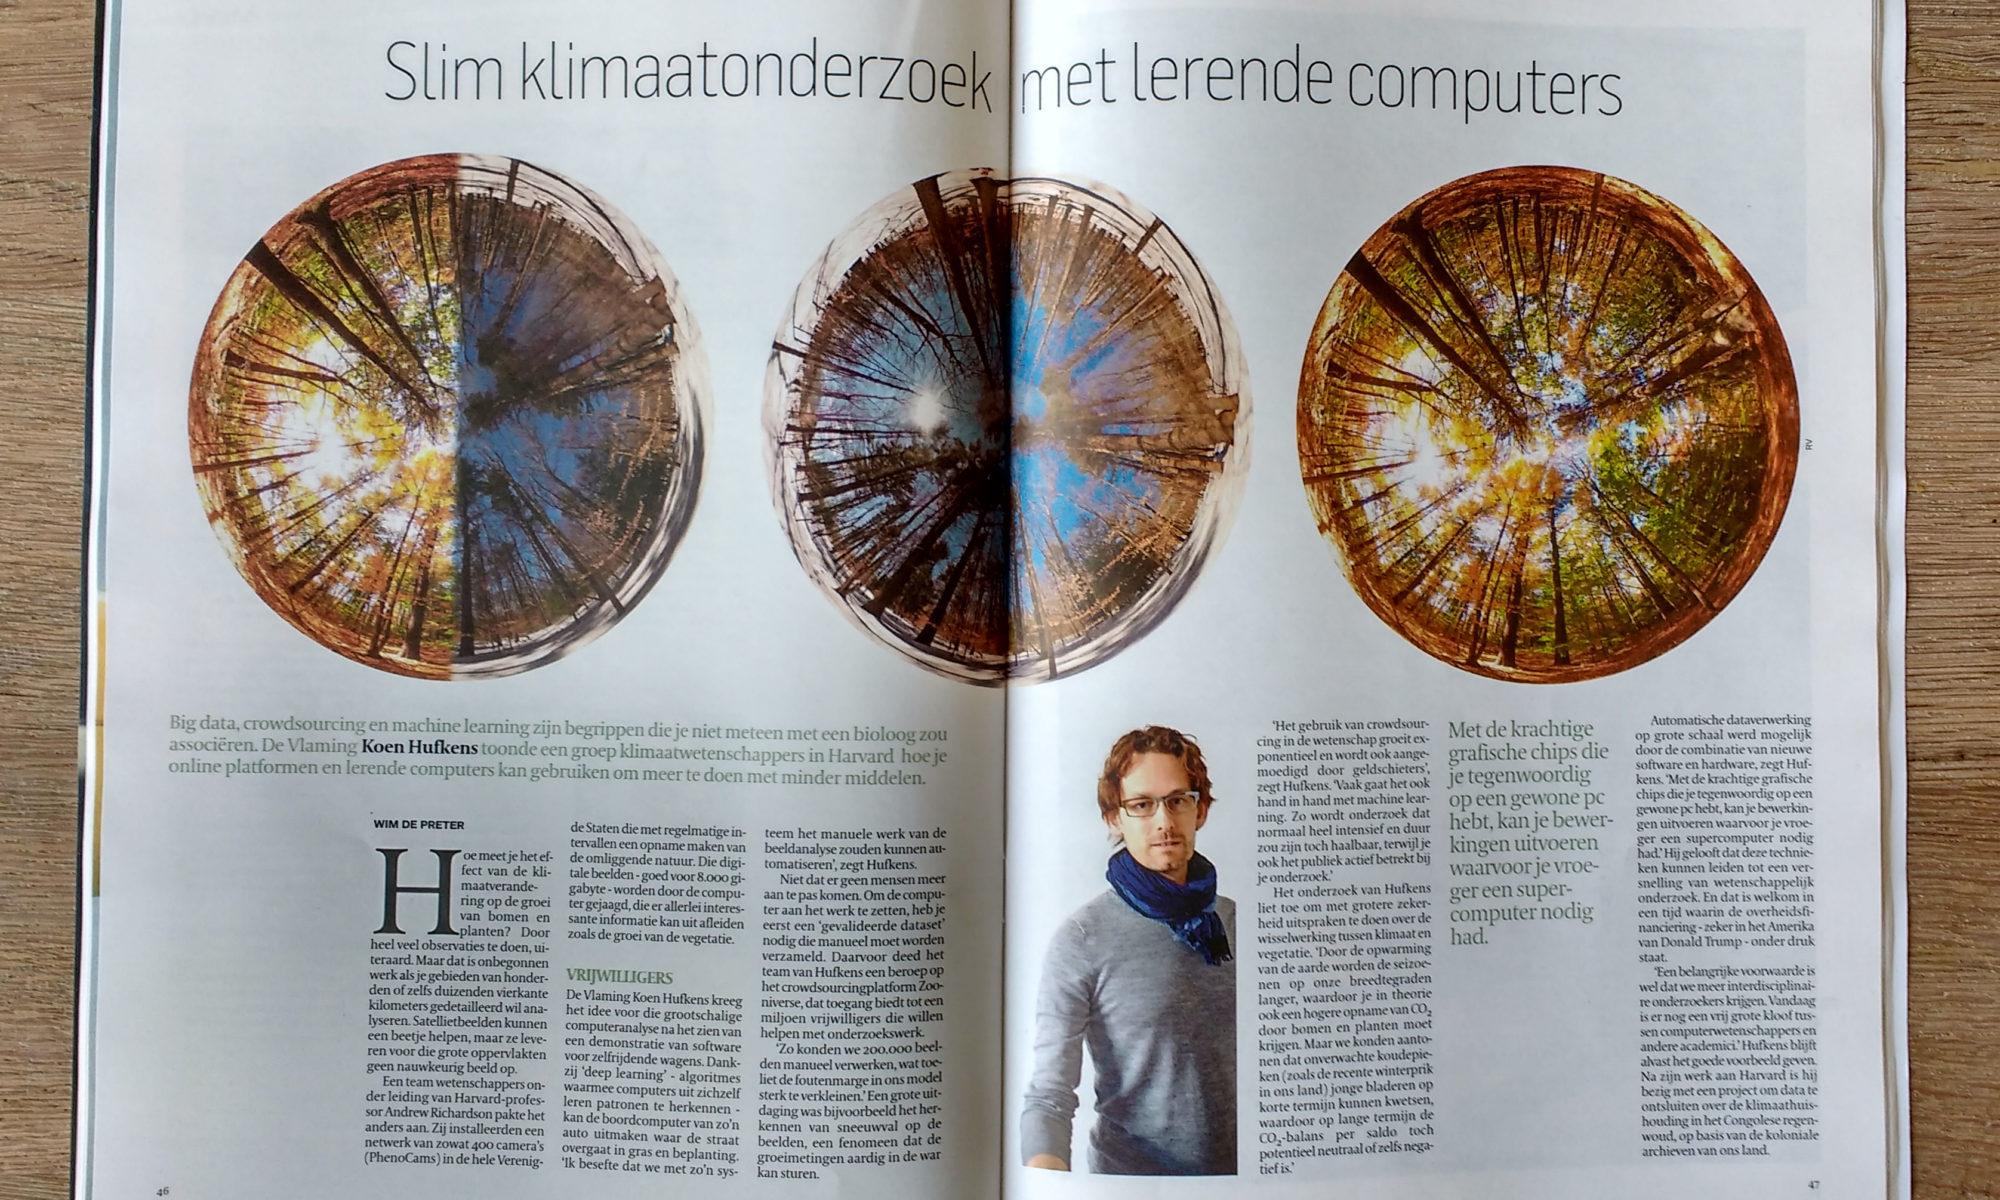 Slim klimaatonderzoek met lerende computers
RV
Big data, crowdsourcing en machine learning zijn begrippen die je niet meteen met een bioloog zou
associëren. De Vlaming Koen Hufkens toonde een groep klimaatwetenschappers in Harvard hoe je
online platformen en lerende computers kan gebruiken om meer te doen met minder middelen.
WIM DE PRETER
Hoe meet je het ef-
fect van de kli-
maatverande-
ring op de groei
van bomen en
planten? Door
heel veel observaties te doen, ui-
teraard. Maar dat is onbegonnen
werk als je gebieden van honder-
den of zelfs duizenden vierkante
kilometers gedetailleerd wil ana-
lyseren. Satellietbeelden kunnen
een beetje helpen, maar ze leve-
ren voor die grote oppervlakten
geen nauwkeurig beeld op.
Een team wetenschappers on-
der leiding van Harvard-profes-
sor Andrew Richardson pakte het
anders aan. Zij installeerden een
netwerk van zowat 400 camera's
(PhenoCams) in de hele Verenig-
de Staten die met regelmatige in-
tervallen een opname maken van
de omliggende natuur. Die digi-
tale beelden - goed voor 8.000 gi-
gabyte - worden door de compu-
ter gejaagd, die er allerlei interes-
sante informatie kan uit afleiden
zoals de groei van de vegetatie.
VRIJWILLIGERS
De Vlaming Koen Hufkens kreeg
het idee voor die grootschalige
computeranalyse na het zien van
een demonstratie van software
voor zelfrijdende wagens. Dank-
zij 'deep learning' - algoritmes
waarmee computers uit zichzelf
leren patronen te herkennen -
kan de boordcomputer van zo'n
auto uitmaken waar de straat
overgaat in gras en beplanting.
'Ik besefte dat we met zo'n sys-
teem het manuele werk van de
beeldanalyse zouden kunnen au-
tomatiseren', zegt Hufkens.
Niet dat er geen mensen meer
aan te pas komen. Om de compu-
ter aan het werk te zetten, heb je
eerst een 'gevalideerde dataset'
nodig die manueel moet worden
verzameld. Daarvoor deed het
team van Hufkens een beroep op
het crowdsourcingplatform Zoo-
niverse, dat toegang biedt tot een
miljoen vrijwilligers die willen
helpen met onderzoekswerk.
'Zo konden we 200.000 beel-
den manueel verwerken, wat toe-
liet de foutenmarge in ons model
sterk te verkleinen.' Een grote uit-
daging was bijvoorbeeld het her-
kennen van sneeuwval op de
beelden, een fenomeen dat de
groeimetingen aardig in de war
kan sturen.
'Het gebruik van crowdsour-
cing in de wetenschap groeit ex-
ponentieel en wordt ook aange-
moedigd door geldschieters',
zegt Hufkens. 'Vaak gaat het ook
hand in hand met machine lear-
ning. Zo wordt onderzoek dat
normaal heel intensief en duur
zou zijn toch haalbaar, terwijl je
ook het publiek actief betrekt bij
je onderzoek.'
Het onderzoek van Hufkens
liet toe om met grotere zeker-
heid uitspraken te doen over de
wisselwerking tussen klimaat en
vegetatie. 'Door de opwarming
van de aarde worden de seizoe-
nen op onze breedtegraden
langer, waardoor je in theorie
ook een hogere opname van CO₂
door bomen en planten moet
krijgen. Maar we konden aanto-
nen dat onverwachte koudepie-
ken (zoals de recente winterprik
in ons land) jonge bladeren op
korte termijn kunnen kwetsen,
waardoor op lange termijn de
CO₂-balans per saldo toch
potentieel neutraal of zelfs nega-
tief is.'
Met de krachtige
grafische chips die
je tegenwoordig
op een gewone pc
hebt, kan je bewer-
kingen uitvoeren
waarvoor je vroe-
ger een super-
computer nodig
had.
Automatische dataverwerking
op grote schaal werd mogelijk
door de combinatie van nieuwe
software en hardware, zegt Huf-
kens. 'Met de krachtige grafische
chips die je tegenwoordig op een
gewone pc hebt, kan je bewerkin-
gen uitvoeren waarvoor je vroe-
ger een supercomputer nodig
had.' Hij gelooft dat deze technie-
ken kunnen leiden tot een ver-
snelling van wetenschappelijk
onderzoek. En dat is welkom in
een tijd waarin de overheidsfi-
nanciering - zeker in het Amerika
van Donald Trump - onder druk
staat.
'Een belangrijke voorwaarde is
wel dat we meer interdisciplinai-
re onderzoekers krijgen. Vandaag
is er nog een vrij grote kloof tus-
sen computerwetenschappers en
andere academici.' Hufkens blijft
alvast het goede voorbeeld geven.
Na zijn werk aan Harvard is hij
bezig met een project om data te
ontsluiten over de klimaathuis-
houding in het Congolese regen-
woud, op basis van de koloniale
archieven van ons land.
46
47